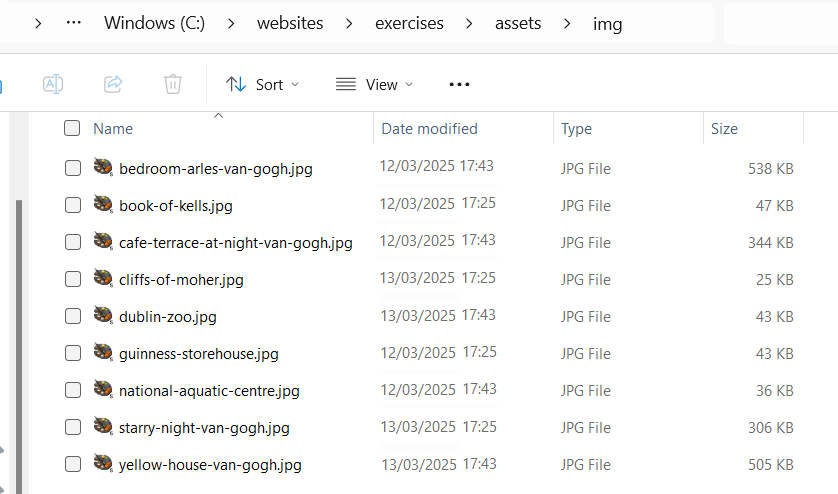 > ... Windows (C:) > websites > exercises > assets > img
Sort View ...
Name Date modified Type Size
bedroom-arles-van-gogh.jpg 12/03/2025 17:43 JPG File 538 KB
book-of-kells.jpg 12/03/2025 17:25 JPG File 47 KB
cafe-terrace-at-night-van-gogh.jpg 12/03/2025 17:43 JPG File 344 KB
cliffs-of-moher.jpg 13/03/2025 17:25 JPG File 25 KB
dublin-zoo.jpg 13/03/2025 17:43 JPG File 43 KB
guinness-storehouse.jpg 12/03/2025 17:25 JPG File 43 KB
national-aquatic-centre.jpg 12/03/2025 17:43 JPG File 36 KB
starry-night-van-gogh.jpg 13/03/2025 17:25 JPG File 306 KB
yellow-house-van-gogh.jpg 13/03/2025 17:43 JPG File 505 KB